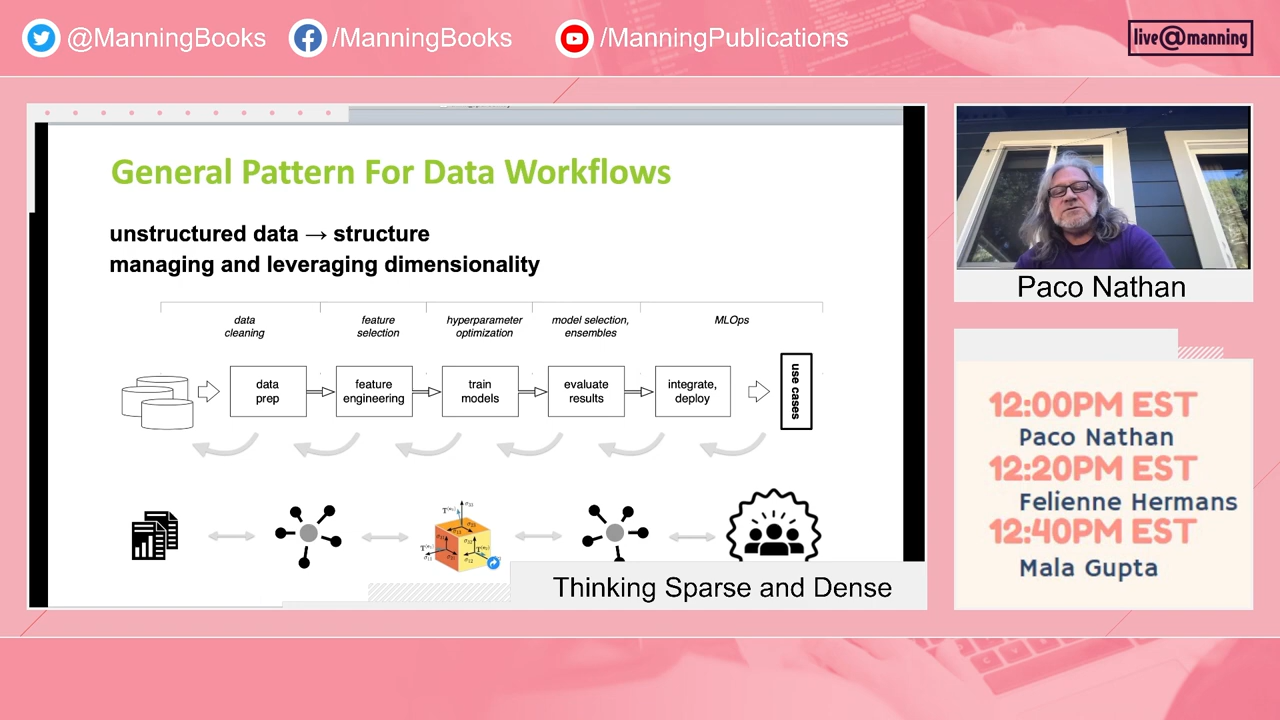 @ManningBooks
/ManningBooks
/ManningPublications
live@manning
General Pattern For Data Workflows
unstructured data → structure
managing and leveraging dimensionality
data
cleaning
feature
selection
hyperparameter
optimization
model selection,
ensembles
MLOps
data
prep
feature
engineering
train
models
evaluate
results
integrate,
deploy
use cases
Thinking Sparse and Dense
Paco Nathan
12:00PM EST
Paco Nathan
12:20PM EST
Felienne Hermans
12:40PM EST
Mala Gupta